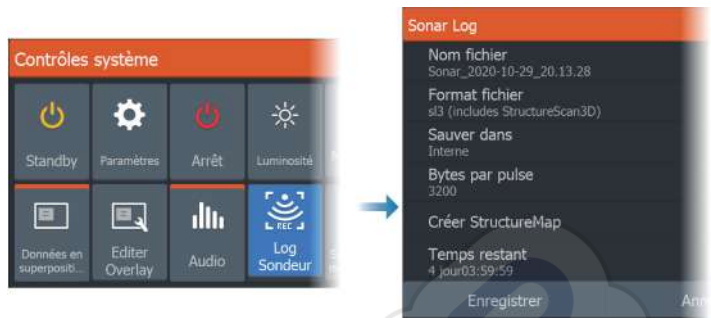 Contrôles système
Standby
Paramètres
Arrêt
Luminosité
Données en
superpositi...
Editer
Overlay
Audio
REC
Log
Sondeur
Sonar Log
Nom fichier
Sonar_2020-10-29_20.13.28
Format fichier
sl3 (includes StructureScan3D)
Sauver dans
Interne
Bytes par pulse
3200
Créer StructureMap
Temps restant
4 jour03:59:59
Enregistrer